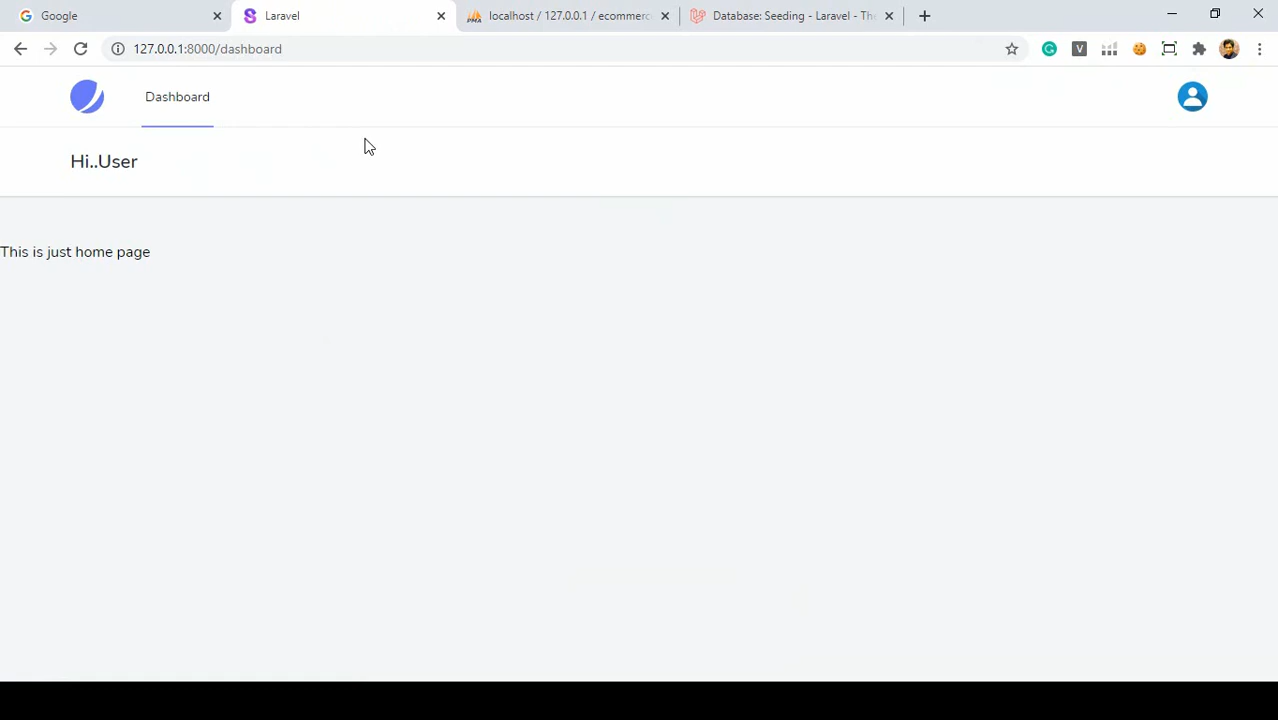 Google
Laravel
localhost / 127.0.0.1 / ecommerc
Database: Seeding - Laravel - The
127.0.0.1:8000/dashboard
Dashboard
Hi..User
This is just home page